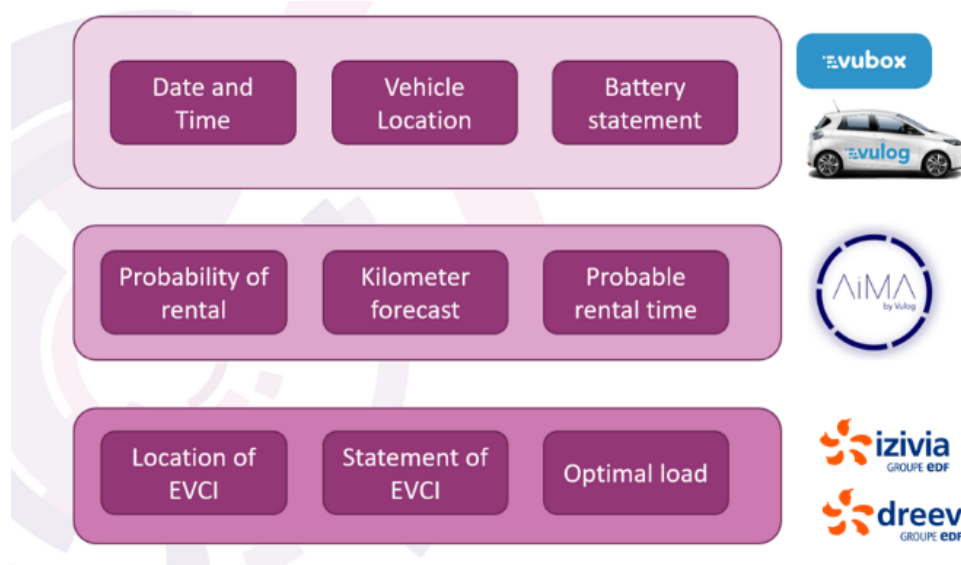 Date and
Time
Vehicle
Location
Battery
statement
vubox
vulog
Probability of
rental
Kilometer
forecast
Probable
rental time
AiMA
by Vulog
Location of
EVCI
Statement of
EVCI
Optimal load
izivia
GROUPE eDF
dreev
GROUPE eDF